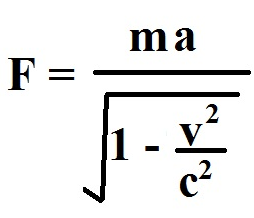 F = ma / √(1 - v²/c²)